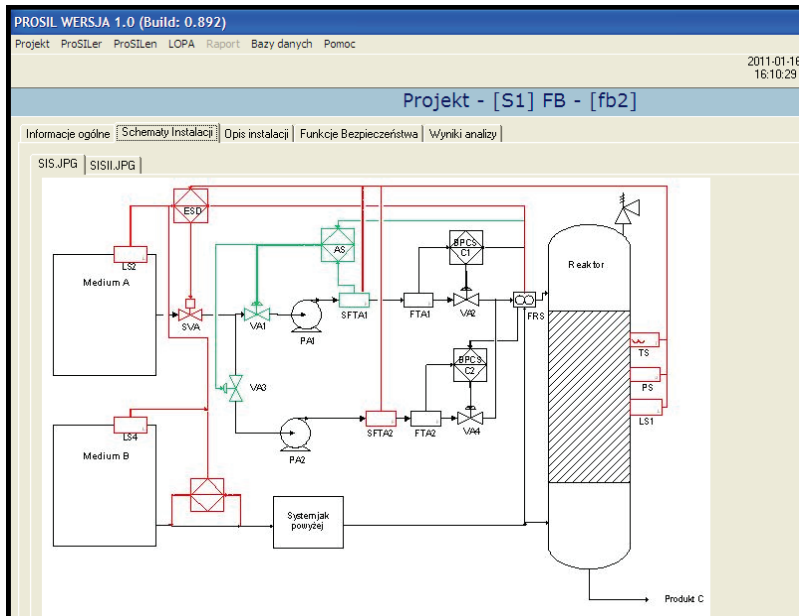 PROSIL WERSJA 1.0 (Build: 0.892)
Projekt ProSILer ProSILen LOPA Raport Bazy danych Pomoc
2011-01-16
16:10:29
Projekt - [S1] FB - [fb2]
Informacje ogólne Schematy Instalacji Opis instalacji Funkcje Bezpieczeństwa Wyniki analizy
SIS.JPG SISII.JPG
ESD
LS2
Medium A
SVA
VA1
AS
PA1
SFTA1
FTA1
BPCS
C1
VA2
FRS
Reaktor
TS
PS
LS1
VA3
BPCS
C2
PA2
SFTA2
FTA2
VA4
LS4
Medium B
System jak
powyżej
Produkt C